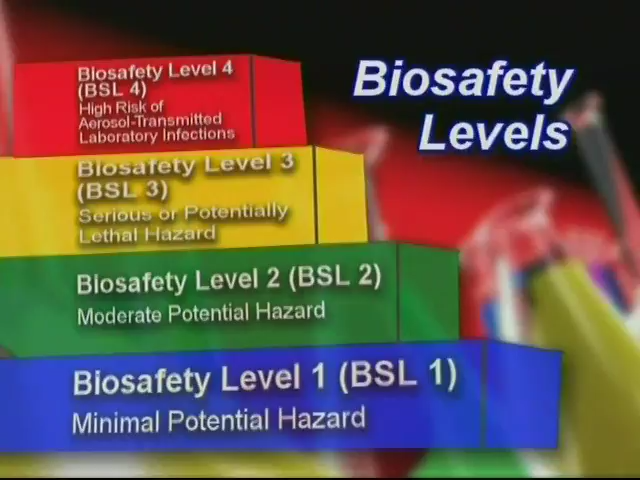 Biosafety
Levels
Biosafety Level 4
(BSL 4)
High Risk of
Aerosol-Transmitted
Laboratory Infections
Biosafety Level 3
(BSL 3)
Serious or Potentially
Lethal Hazard
Biosafety Level 2 (BSL 2)
Moderate Potential Hazard
Biosafety Level 1 (BSL 1)
Minimal Potential Hazard